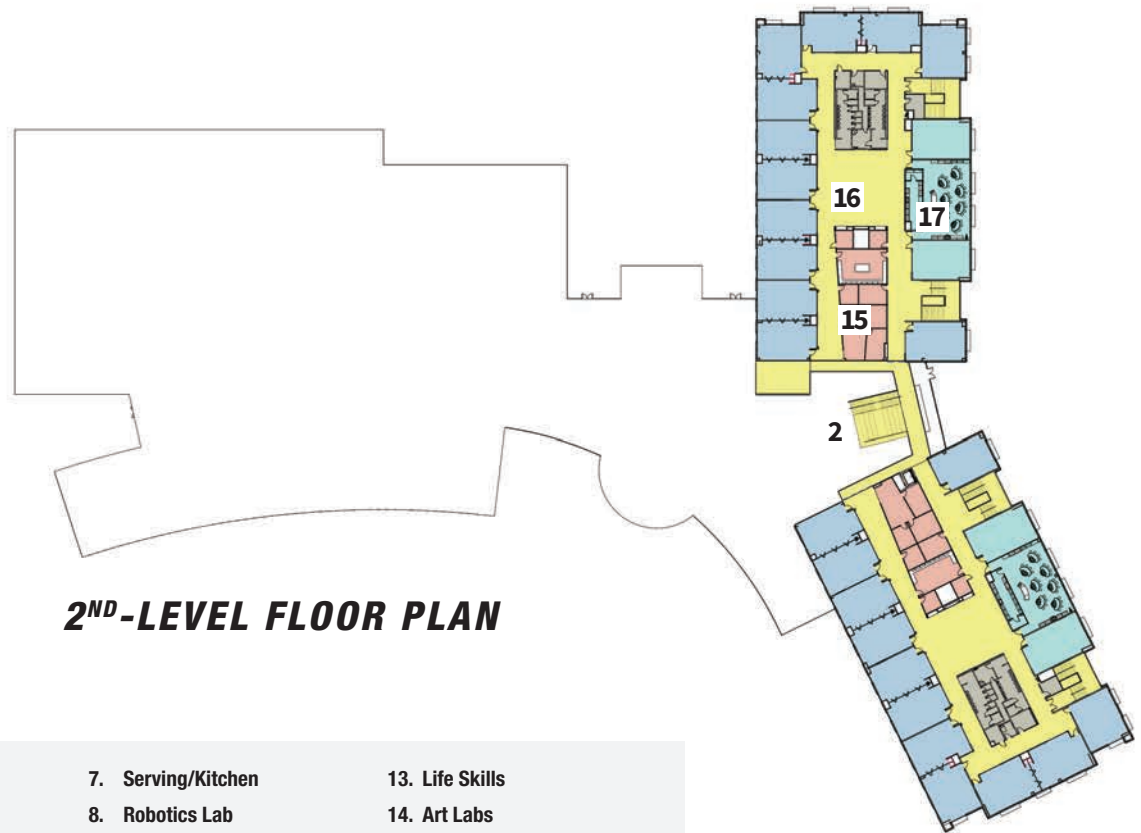 16
17
15
2
2ND-LEVEL FLOOR PLAN
7. Serving/Kitchen
13. Life Skills
8. Robotics Lab
14. Art Labs